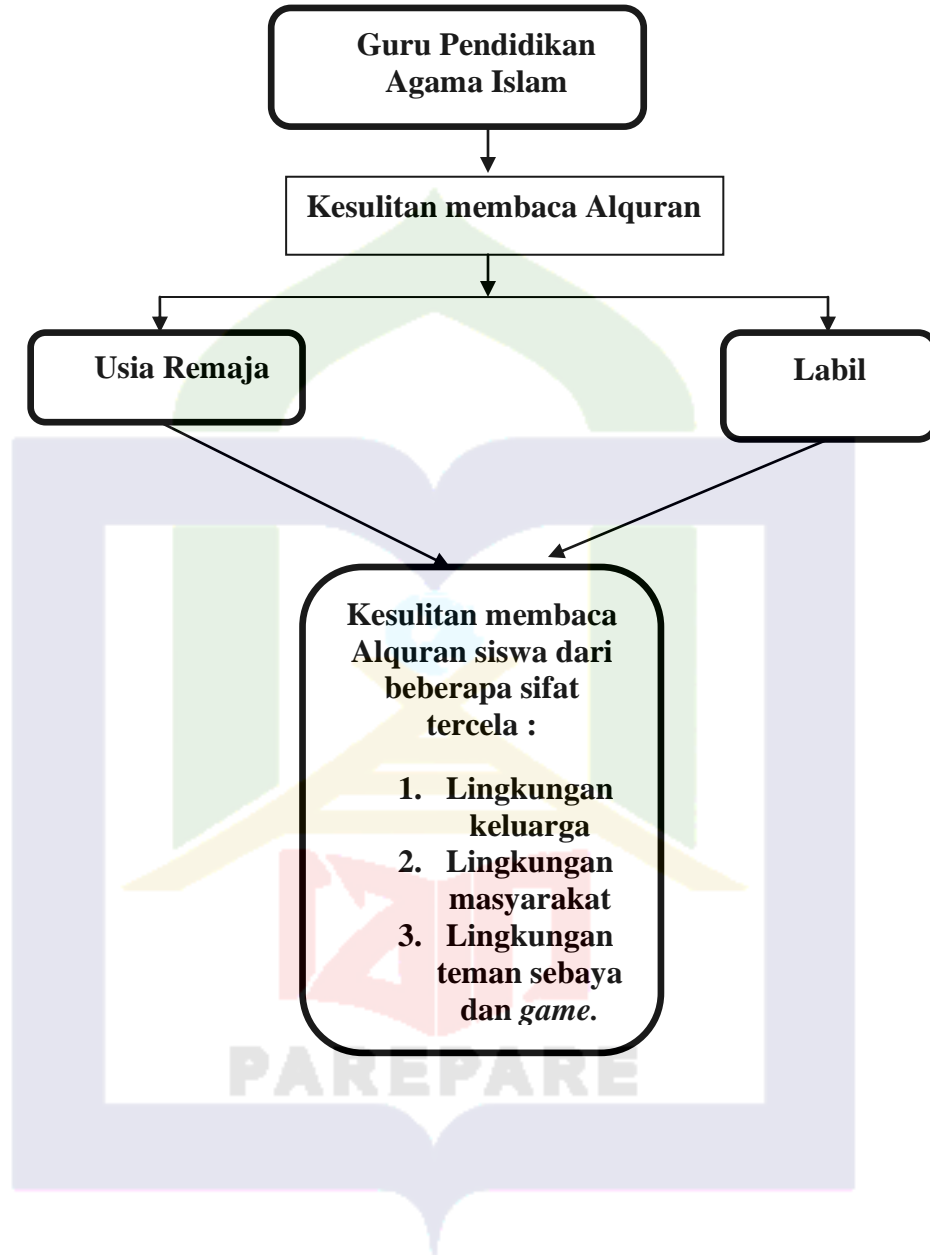 Guru Pendidikan
Agama Islam
Kesulitan membaca Alquran
Usia Remaja
Labil
Kesulitan membaca
Alquran siswa dari
beberapa sifat
tercela :
1. Lingkungan
keluarga
2. Lingkungan
masyarakat
3. Lingkungan
teman sebaya
dan game.
PAREPARE